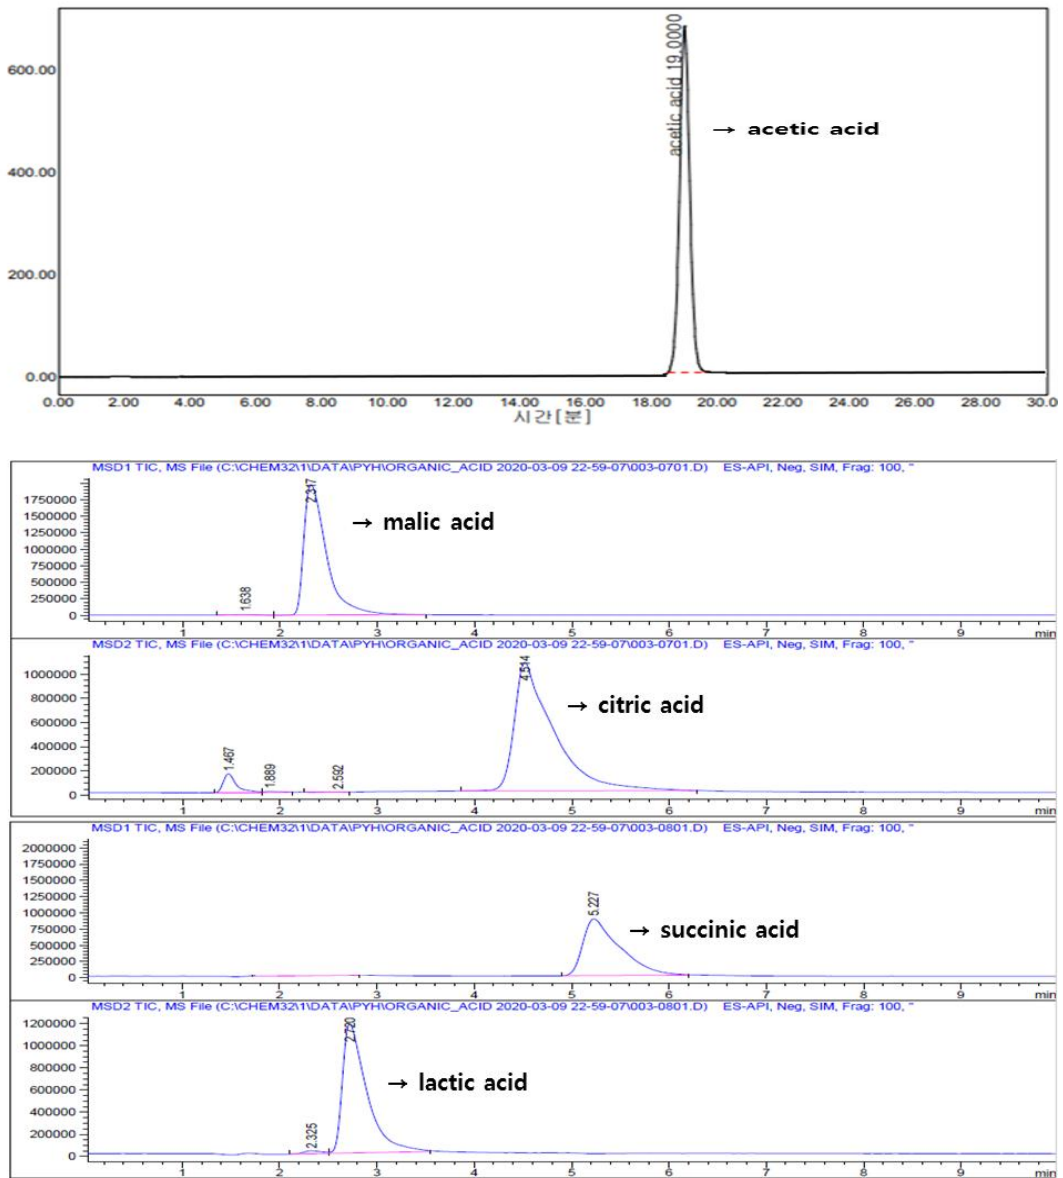 600.00
400.00
200.00
0.00
acetic acid 19.0000
→ acetic acid
0.00 2.00 4.00 6.00 8.00 10.00 12.00 14.00 16.00 18.00 20.00 22.00 24.00 26.00 28.00 30.0
시간[분]
MSD1 TIC, MS File (C:\CHEM32\1\DATA\PYH\ORGANIC_ACID 2020-03-09 22-59-07\003-0701.D) ES-API, Neg, SIM, Frag: 100, "
1750000
1500000
1250000
1000000
750000
500000
250000
0
1.638
2.317
→ malic acid
1 2 3 4 5 6 7 8 9 min
MSD2 TIC, MS File (C:\CHEM32\1\DATA\PYH\ORGANIC_ACID 2020-03-09 22-59-07\003-0701.D) ES-API, Neg, SIM, Frag: 100, "
1000000
800000
600000
400000
200000
0
1.467
1.889
2.592
4.514
→ citric acid
1 2 3 4 5 6 7 8 9 min
MSD1 TIC, MS File (C:\CHEM32\1\DATA\PYH\ORGANIC_ACID 2020-03-09 22-59-07\003-0801.D) ES-API, Neg, SIM, Frag: 100, "
2000000
1750000
1500000
1250000
1000000
750000
500000
250000
0
5.227
→ succinic acid
1 2 3 4 5 6 7 8 9 min
MSD2 TIC, MS File (C:\CHEM32\1\DATA\PYH\ORGANIC_ACID 2020-03-09 22-59-07\003-0801.D) ES-API, Neg, SIM, Frag: 100, "
1200000
1000000
800000
600000
400000
200000
0
2.325
2.720
→ lactic acid
1 2 3 4 5 6 7 8 9 min